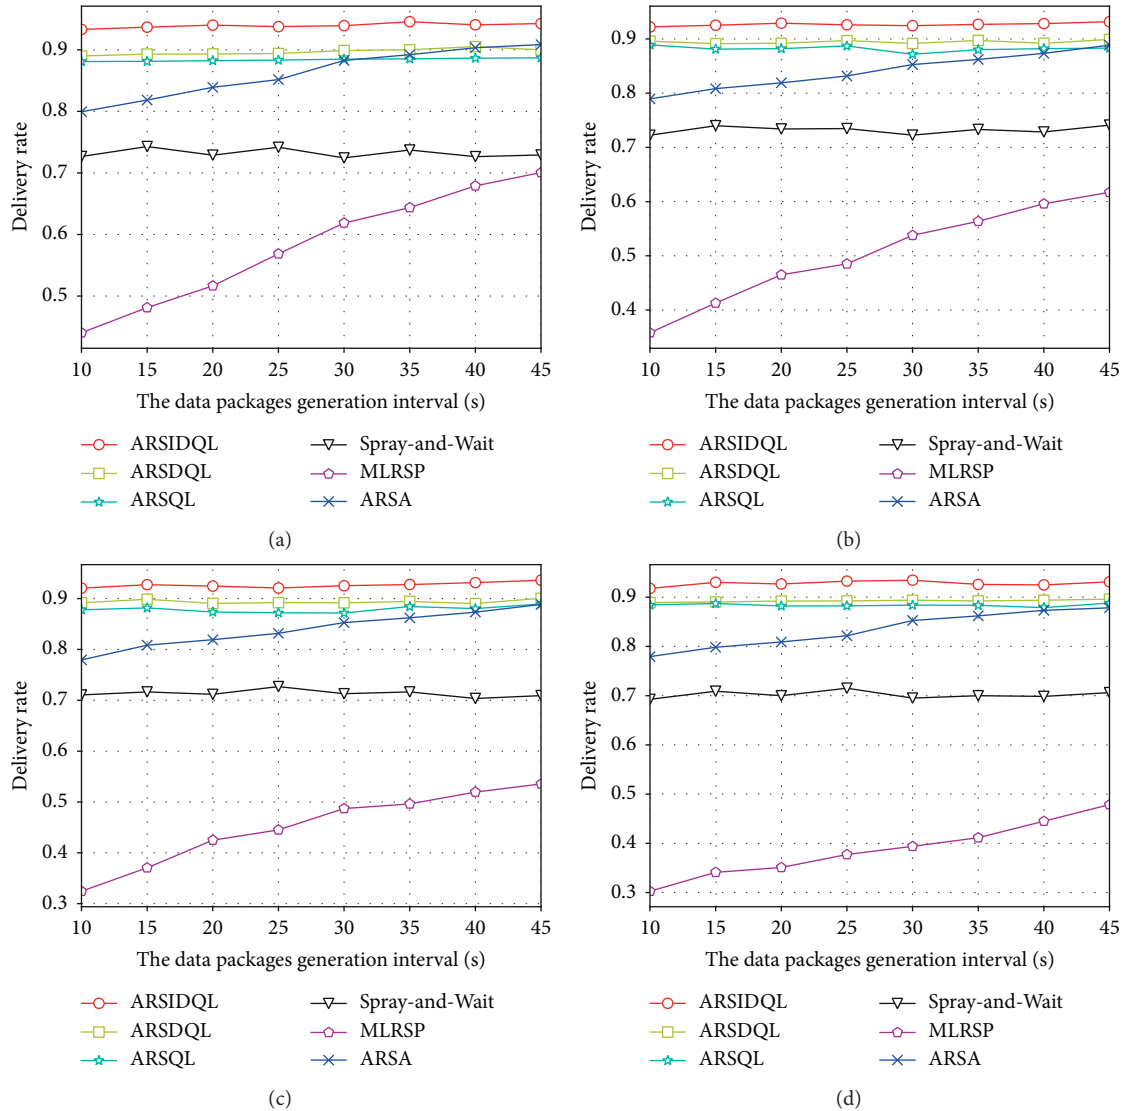 0.9
0.8
0.7
0.6
0.5
Delivery rate
10 15 20 25 30 35 40 45
The data packages generation interval (s)
ARSIDQL
ARSDQL
ARSQL
Spray-and-Wait
MLRSP
ARSA
(a)
0.9
0.8
0.7
0.6
0.5
0.4
Delivery rate
10 15 20 25 30 35 40 45
The data packages generation interval (s)
ARSIDQL
ARSDQL
ARSQL
Spray-and-Wait
MLRSP
ARSA
(b)
0.9
0.8
0.7
0.6
0.5
0.4
0.3
Delivery rate
10 15 20 25 30 35 40 45
The data packages generation interval (s)
ARSIDQL
ARSDQL
ARSQL
Spray-and-Wait
MLRSP
ARSA
(c)
0.9
0.8
0.7
0.6
0.5
0.4
0.3
Delivery rate
10 15 20 25 30 35 40 45
The data packages generation interval (s)
ARSIDQL
ARSDQL
ARSQL
Spray-and-Wait
MLRSP
ARSA
(d)